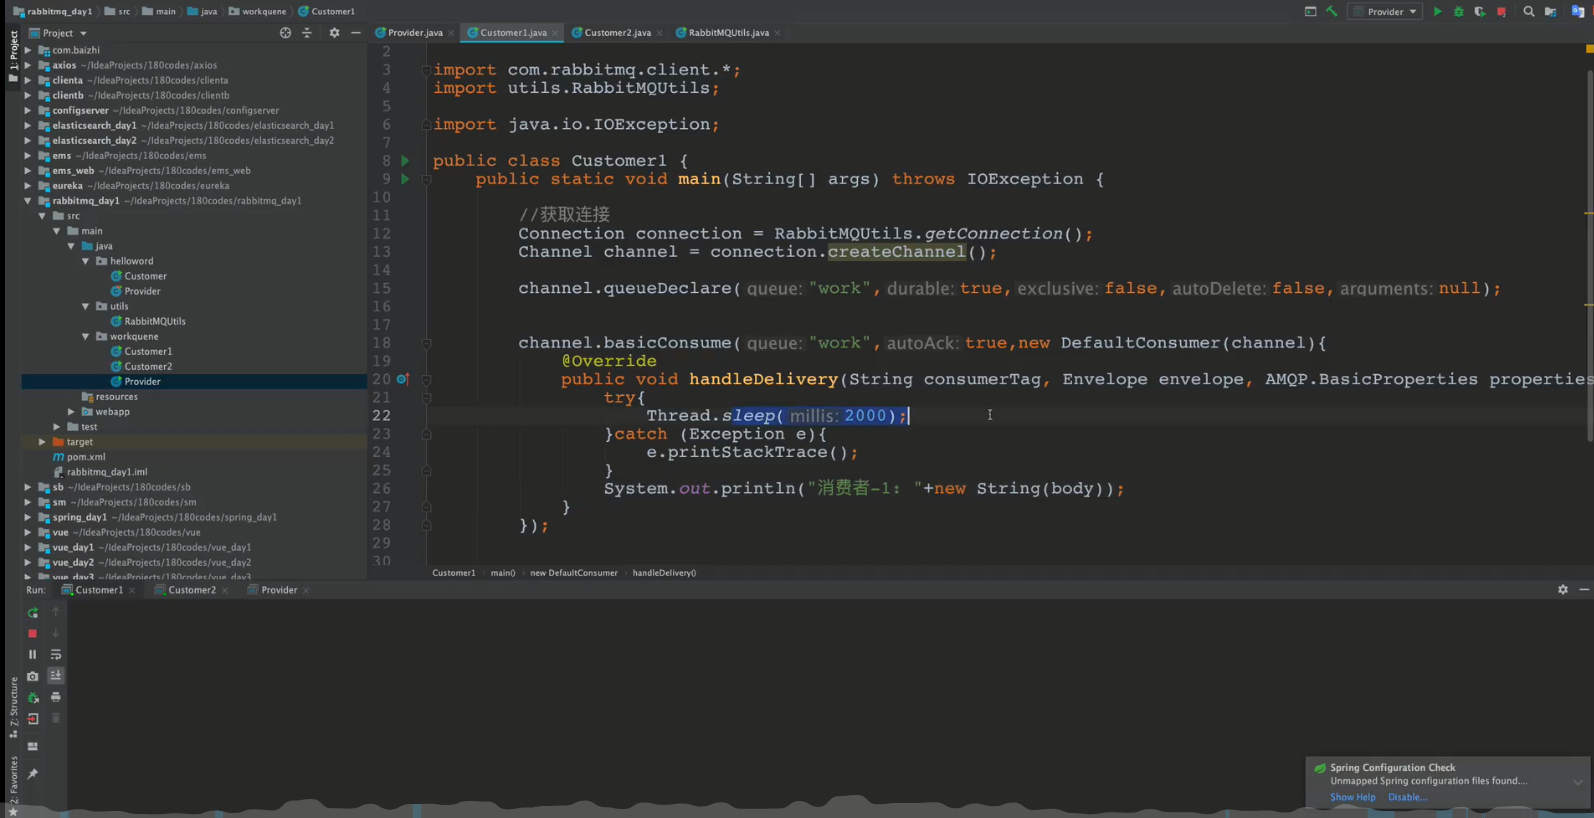 rabbitmq_day1 src main java workquene Customer1
Provider
Project
Provider.java Customer1.java Customer2.java RabbitMQUtils.java
1: Project
com.baizhi
axios ~/IdeaProjects/180codes/axios
clienta ~/IdeaProjects/180codes/clienta
clientb ~/IdeaProjects/180codes/clientb
configserver ~/IdeaProjects/180codes/configserver
elasticsearch_day1 ~/IdeaProjects/180codes/elasticsearch_day1
elasticsearch_day2 ~/IdeaProjects/180codes/elasticsearch_day2
ems ~/IdeaProjects/180codes/ems
ems_web ~/IdeaProjects/180codes/ems_web
eureka ~/IdeaProjects/180codes/eureka
rabbitmq_day1 ~/IdeaProjects/180codes/rabbitmq_day1
src
main
java
helloword
Customer
Provider
utils
RabbitMQUtils
workquene
Customer1
Customer2
Provider
resources
webapp
test
target
pom.xml
rabbitmq_day1.iml
sb ~/IdeaProjects/180codes/sb
sm ~/IdeaProjects/180codes/sm
spring_day1 ~/IdeaProjects/180codes/spring_day1
vue ~/IdeaProjects/180codes/vue
vue_day1 ~/IdeaProjects/180codes/vue_day1
vue_day2 ~/IdeaProjects/180codes/vue_day2
vue_day3 ~/IdeaProjects/180codes/vue_day3
2
3 import com.rabbitmq.client.*;
4 import utils.RabbitMQUtils;
5
6 import java.io.IOException;
7
8 public class Customer1 {
9 public static void main(String[] args) throws IOException {
10
11 //获取连接
12 Connection connection = RabbitMQUtils.getConnection();
13 Channel channel = connection.createChannel();
14
15 channel.queueDeclare( queue: "work", durable: true, exclusive: false, autoDelete: false, arguments: null);
16
17
18 channel.basicConsume( queue: "work", autoAck: true,new DefaultConsumer(channel){
19 @Override
20 public void handleDelivery(String consumerTag, Envelope envelope, AMQP.BasicProperties properties
21 try{
22 Thread.sleep( millis: 2000);
23 }catch (Exception e){
24 e.printStackTrace();
25 }
26 System.out.println("消费者-1: "+new String(body));
27 }
28 });
29
30
Customer1 main() new DefaultConsumer handleDelivery()
Run: Customer1 Customer2 Provider
Z: Structure
2: Favorites
Spring Configuration Check
Unmapped Spring configuration files found....
Show Help Disable...